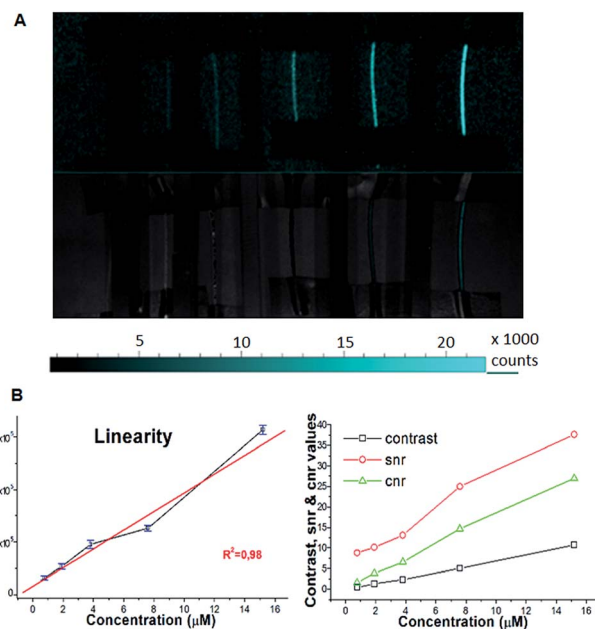 A
5 10 15 20 x 1000
counts
B
Linearity
R²=0,98
0
0 2 4 6 8 10 12 14 16
Concentration (µM)
Contrast, snr & cnr values
40
35
30
25
20
15
10
5
0
contrast
snr
cnr
0 2 4 6 8 10 12 14 16
Concentration (µM)